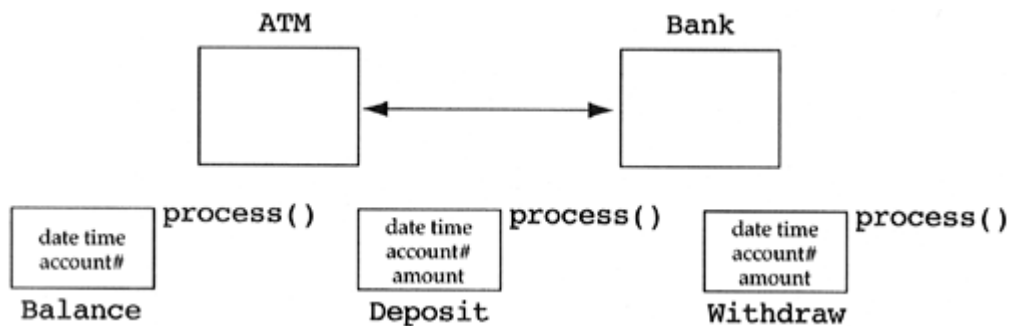 ATM
Bank
process()
date time
account#
Balance
process()
date time
account#
amount
Deposit
process()
date time
account#
amount
Withdraw